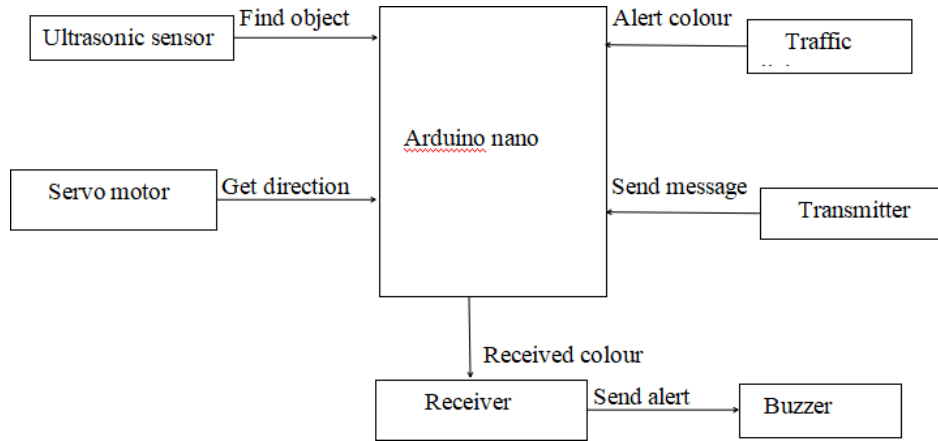 Find object
Alert colour
Ultrasonic sensor
Traffic
Arduino nano
Servo motor
Get direction
Send message
Transmitter
Received colour
Receiver
Send alert
Buzzer